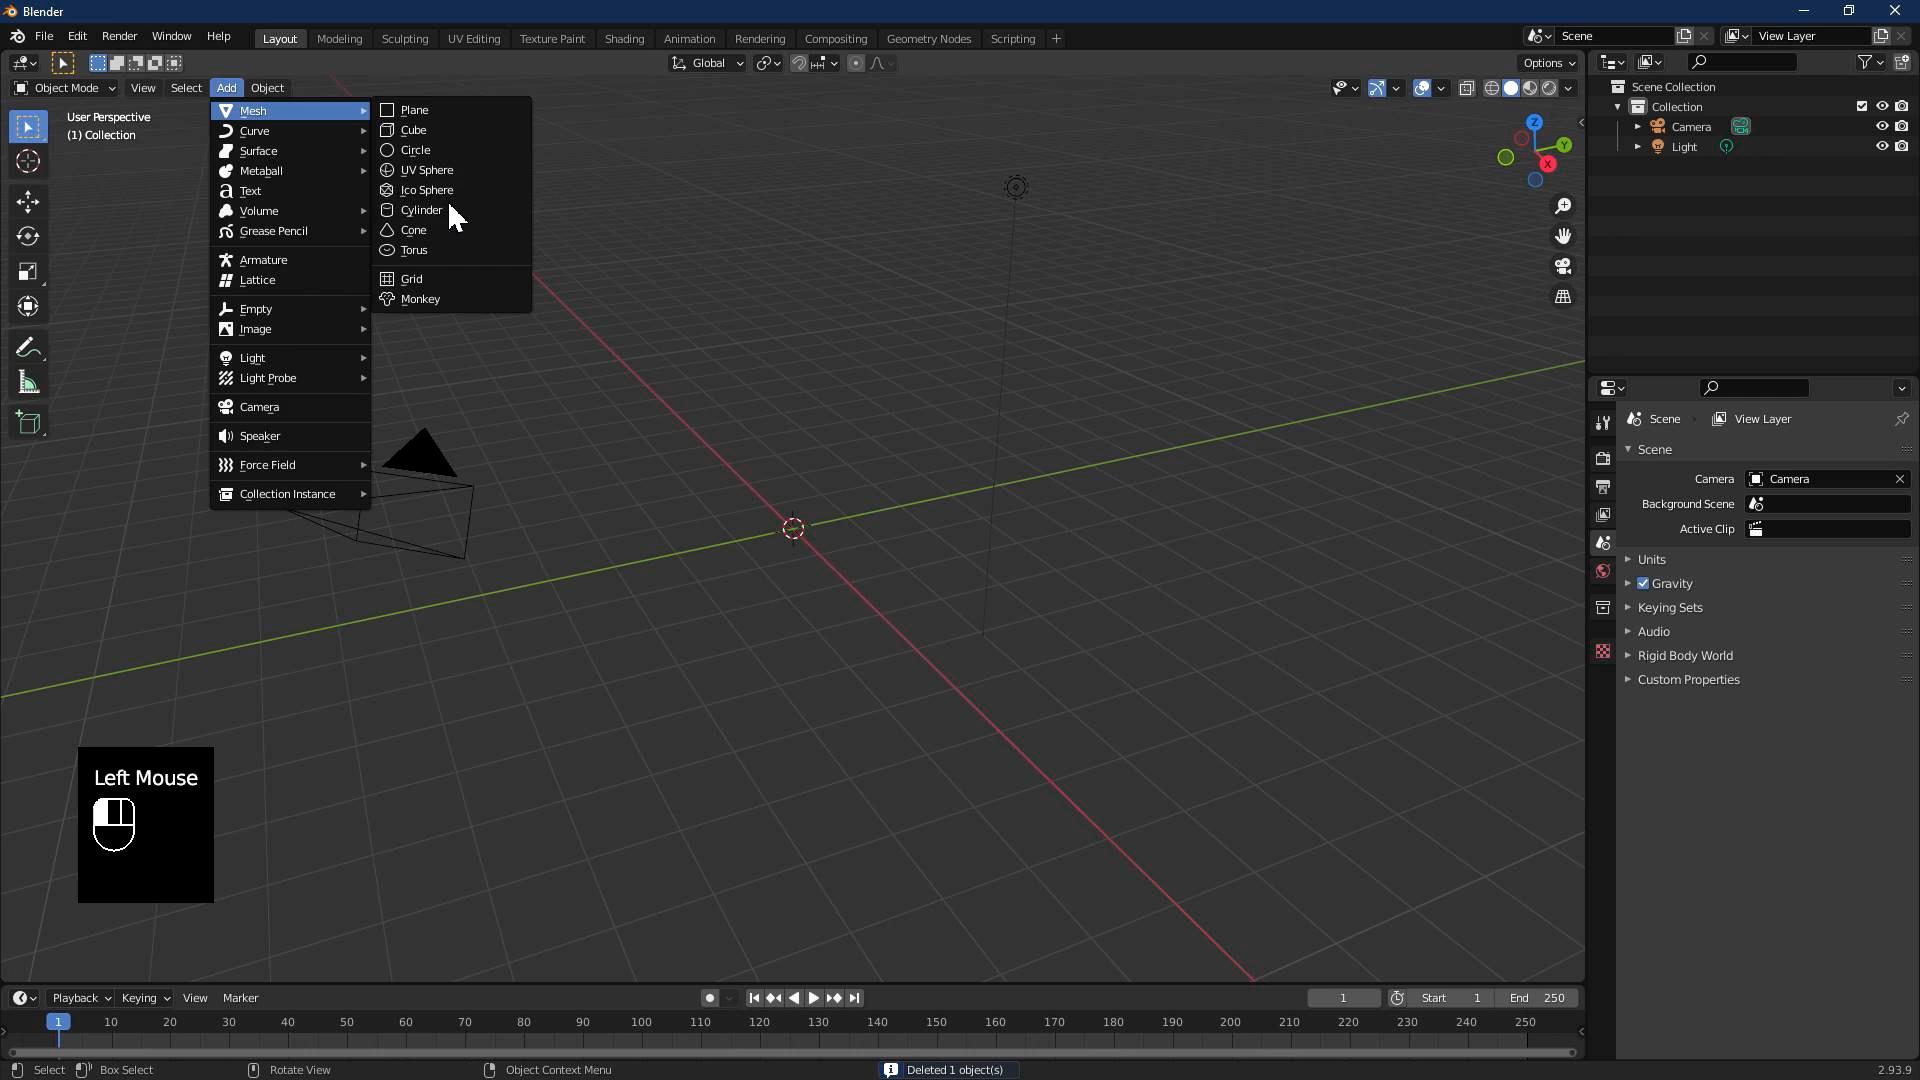 Blender
File Edit Render Window Help Layout Modeling Sculpting UV Editing Texture Paint Shading Animation Rendering Compositing Geometry Nodes Scripting + Scene View Layer
Global Options
Object Mode View Select Add Object
User Perspective
(1) Collection
Mesh
Curve
Surface
Metaball
Text
Volume
Grease Pencil
Armature
Lattice
Empty
Image
Light
Light Probe
Camera
Speaker
Force Field
Collection Instance
Plane
Cube
Circle
UV Sphere
Ico Sphere
Cylinder
Cone
Torus
Grid
Monkey
Z
Y
X
Scene Collection
Collection
Camera
Light
Scene View Layer
Scene
Camera Camera
Background Scene
Active Clip
Units
Gravity
Keying Sets
Audio
Rigid Body World
Custom Properties
Left Mouse
Playback Keying View Marker 1 Start 1 End 250
1 10 20 30 40 50 60 70 80 90 100 110 120 130 140 150 160 170 180 190 200 210 220 230 240 250
Select Box Select Rotate View Object Context Menu Deleted 1 object(s) 2.93.9